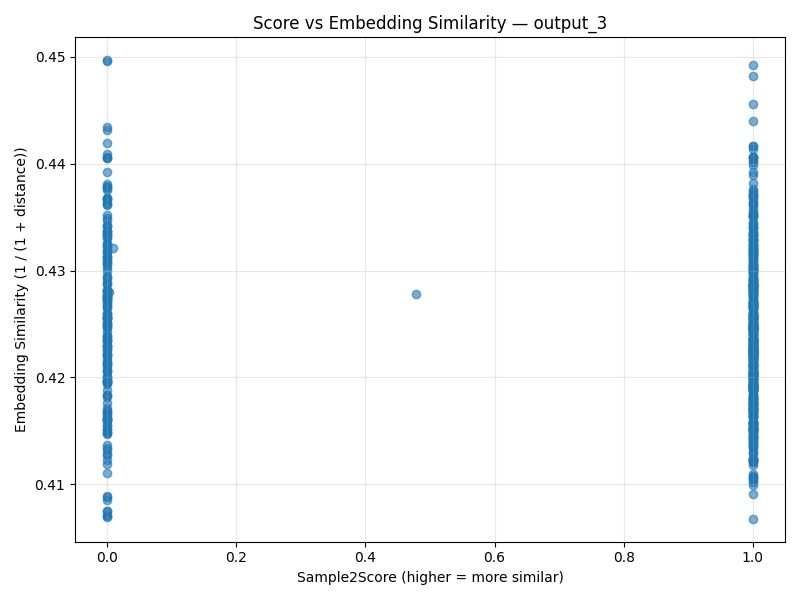 Score vs Embedding Similarity — output_3
Embedding Similarity (1 / (1 + distance))
0.45
0.44
0.43
0.42
0.41
0.0 0.2 0.4 0.6 0.8 1.0
Sample2Score (higher = more similar)